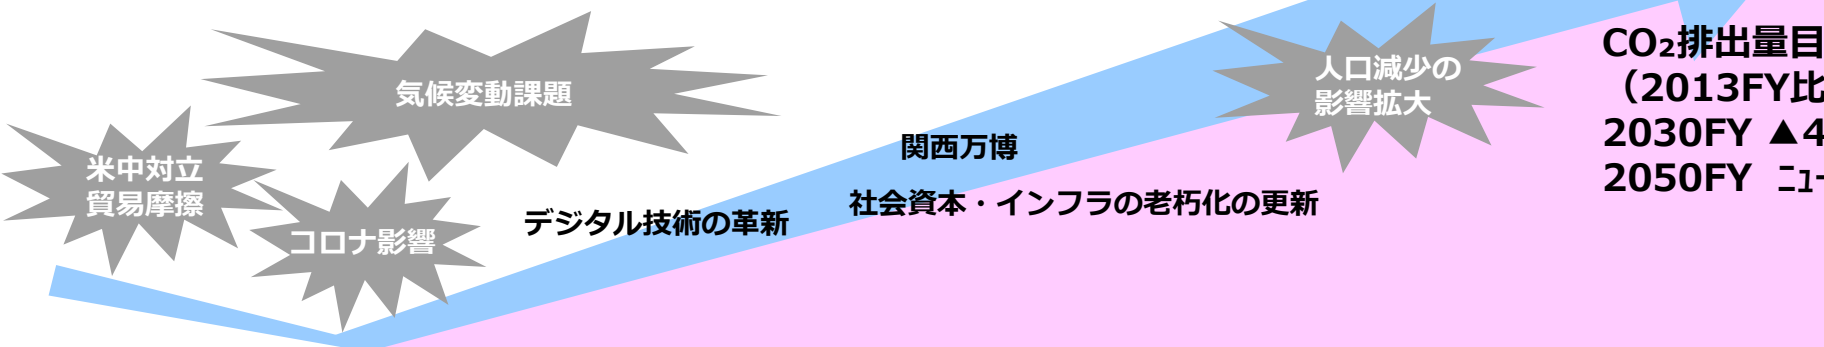 気候変動課題
米中対立
貿易摩擦
コロナ影響
デジタル技術の革新
関西万博
社会資本・インフラの老朽化の更新
人口減少の
影響拡大
CO₂排出量目
（2013FY比
2030FY ▲4
2050FY ﾆｭｰ